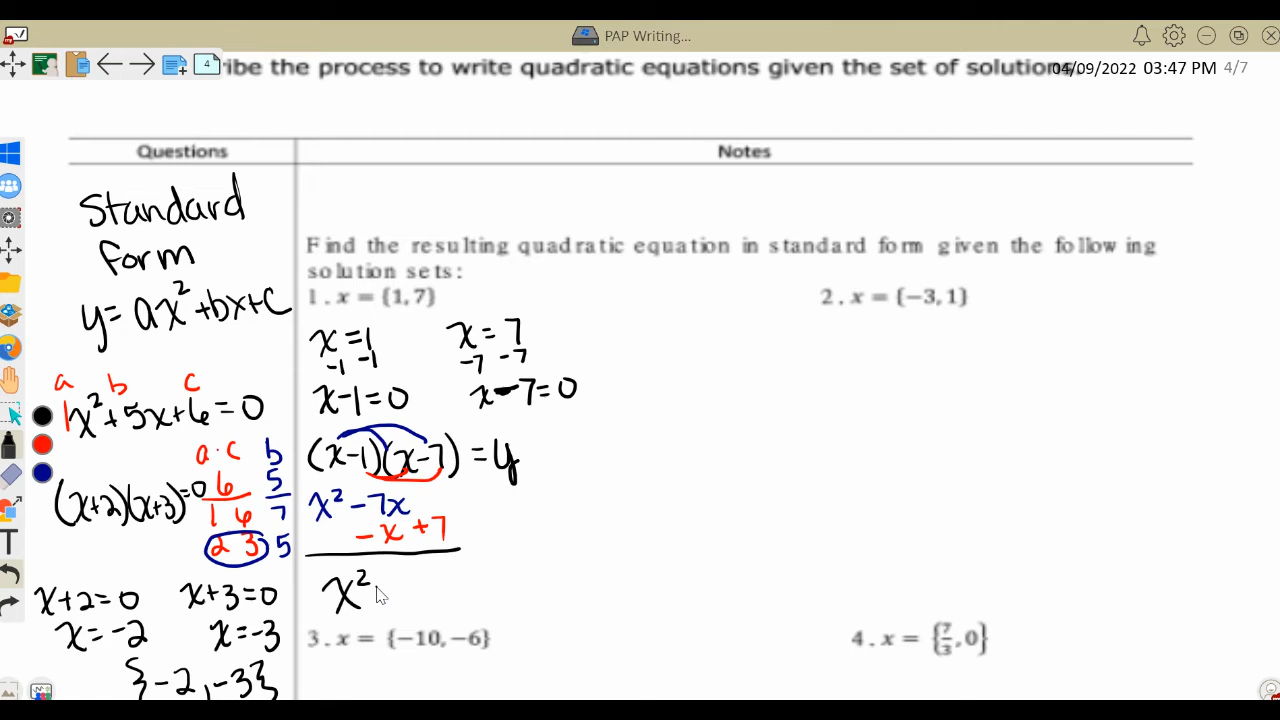 PAP Writing...
4
ribe the process to write quadratic equations given the set of solutions.
04/09/2022 03:47 PM 4/7
Questions
Notes
Standard
form
y = ax² + bx + c
a b c
1x² + 5x + 6 = 0
a · c b
6 5
1 6 7
2 3 5
(x+2)(x+3) = 0
x+2=0 x+3=0
x=-2 x=-3
{-2, -3}
Find the resulting quadratic equation in standard form given the following
solution sets:
1. x = {1, 7}
x = 1 x = 7
-1 -1 -7 -7
x-1=0 x-7=0
(x-1)(x-7) = y
x² - 7x
- x + 7
x²
2. x = {−3, 1}
3. x = {−10, −6}
4. x = {7/3, 0}
T